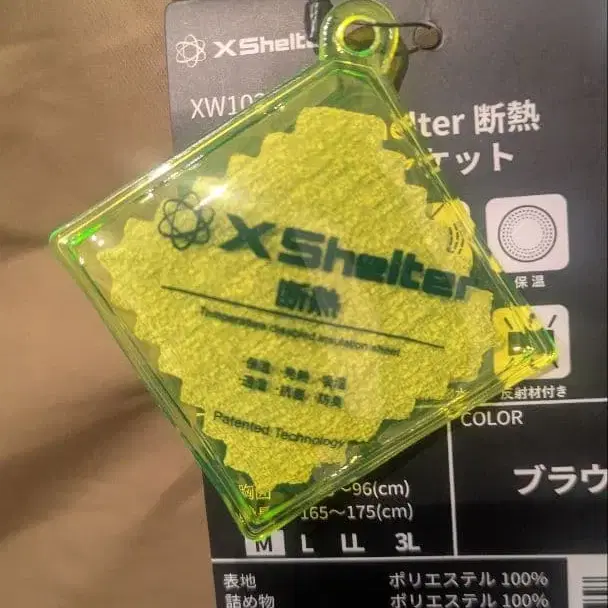 XShelter
XW10
lter 断熱
ケット
保温
反射材付き
XShelter
断熱
Patented Technology
COLOR
ブラウ
胸囲
～96(cm)
165～175(cm)
M L LL 3L
表地 ポリエステル 100%
詰め物 ポリエステル 100%